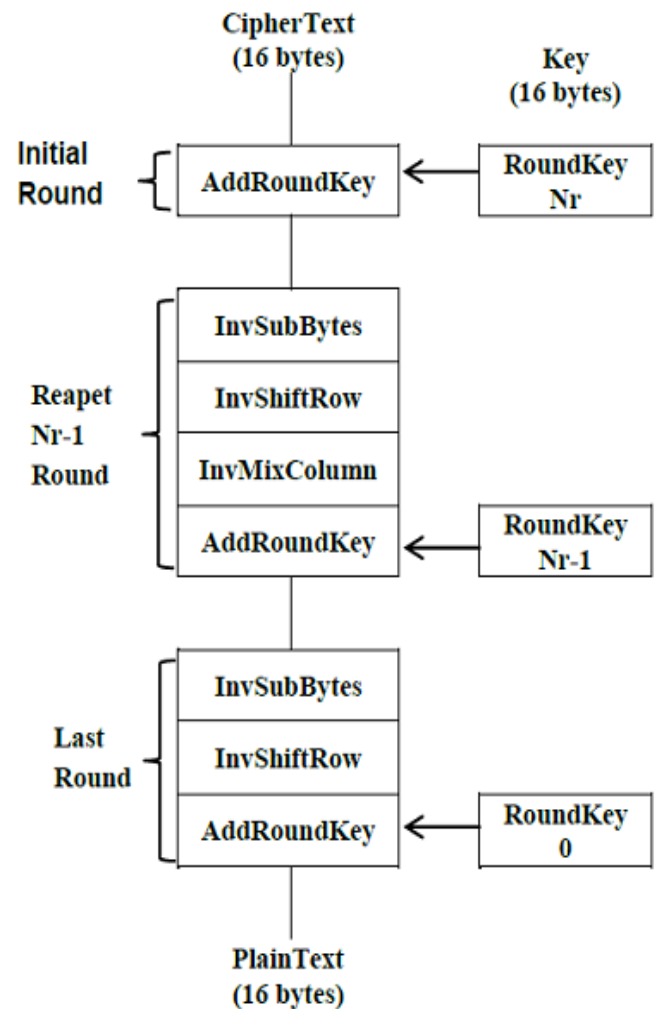 CipherText
(16 bytes)
Key
(16 bytes)
Initial
Round
AddRoundKey
RoundKey
Nr
Reapet
Nr-1
Round
InvSubBytes
InvShiftRow
InvMixColumn
AddRoundKey
RoundKey
Nr-1
Last
Round
InvSubBytes
InvShiftRow
AddRoundKey
RoundKey
0
PlainText
(16 bytes)